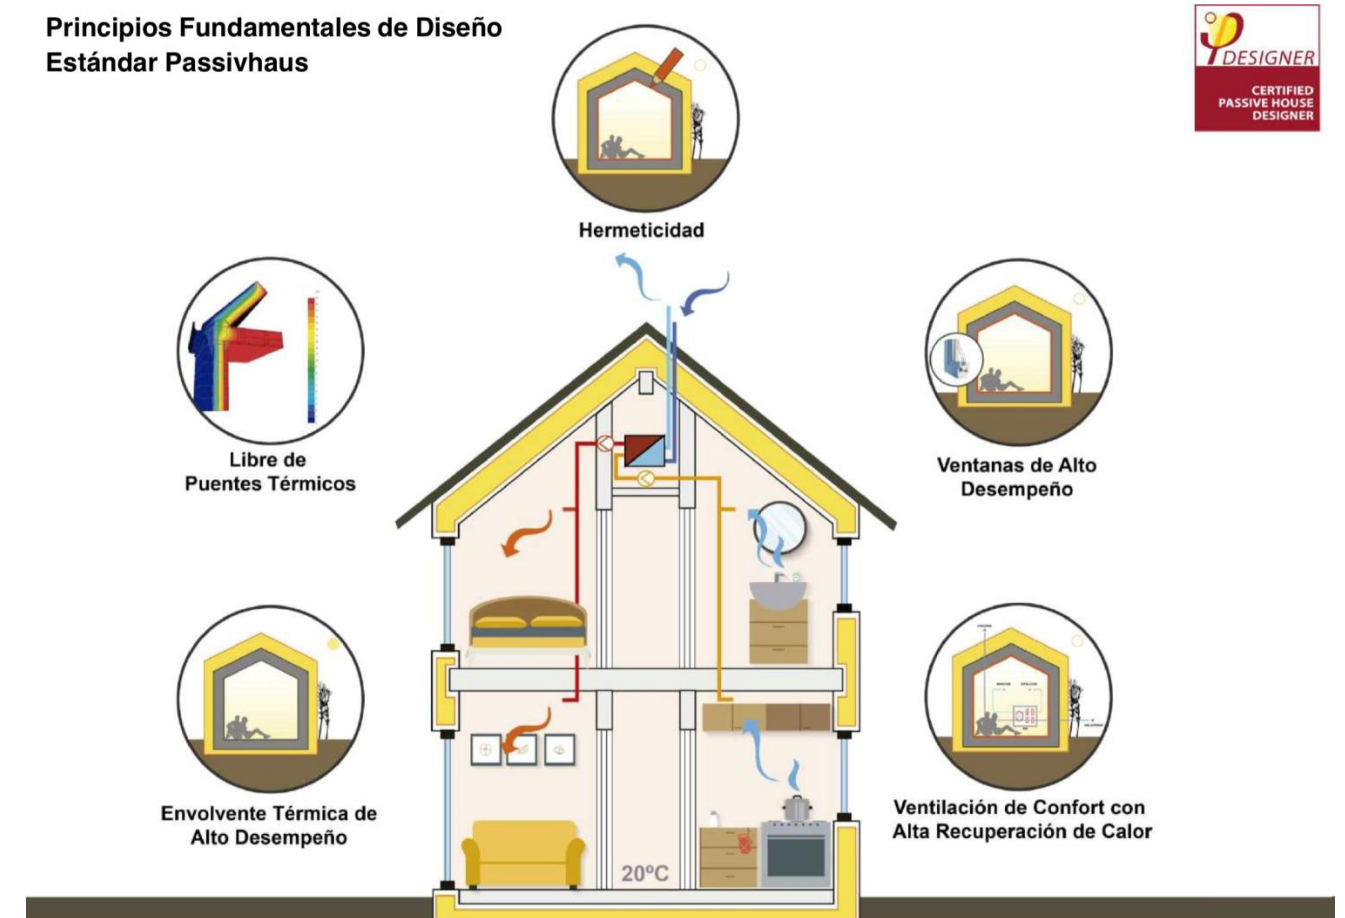 Principios Fundamentales de Diseño
Estándar Passivhaus
DESIGNER
CERTIFIED
PASSIVE HOUSE
DESIGNER
Hermeticidad
Libre de
Puentes Térmicos
Ventanas de Alto
Desempeño
Envolvente Térmica de
Alto Desempeño
Ventilación de Confort con
Alta Recuperación de Calor
20ºC